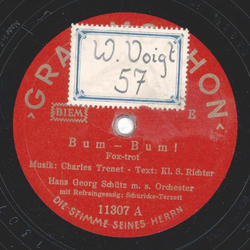 GRAMMOPHON
W. Voigt
57
BIEM
E
Bum - Bum!
Fox-trot
Musik: Charles Trenet - Text: Kl. S. Richter
Hans Georg Schütz m. s. Orchester
mit Refraingesang: Schuricke-Terzett
11307 A
DIE STIMME SEINES HERRN